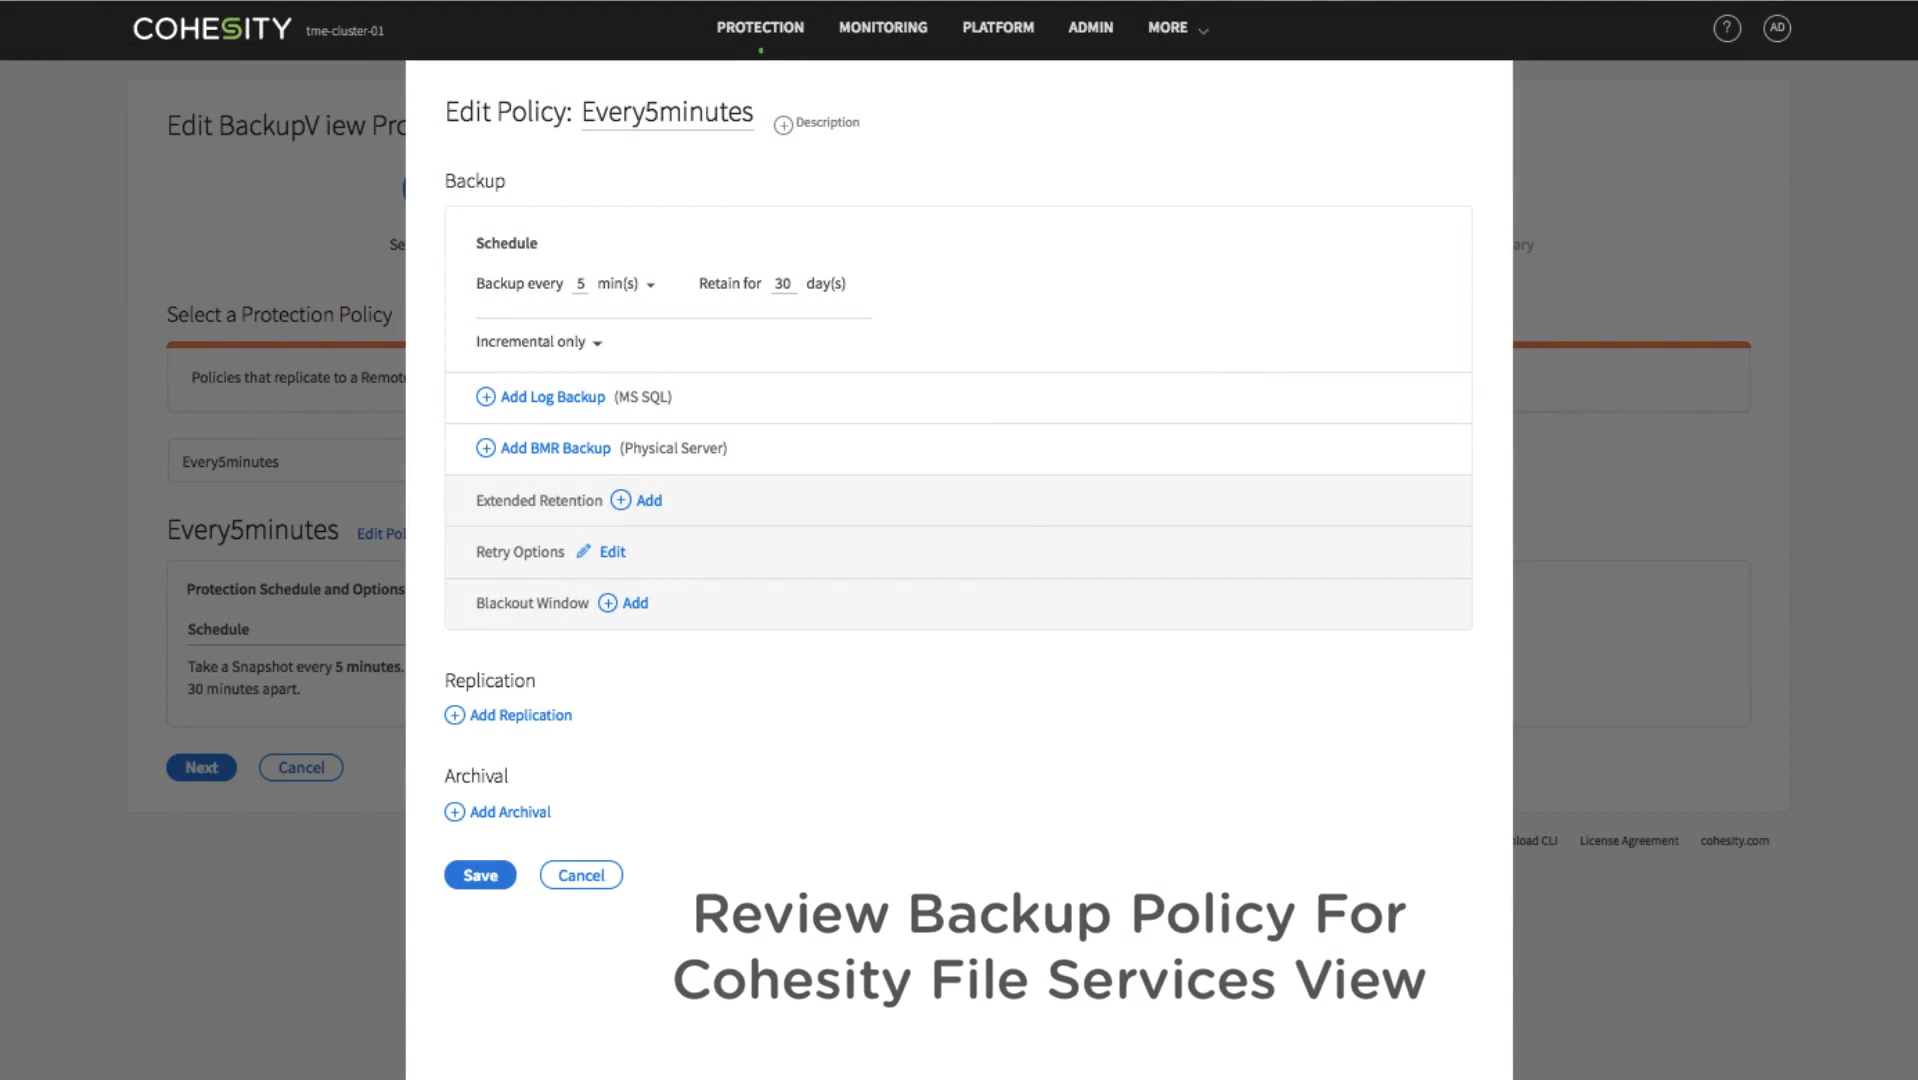 COHESITY tme-cluster-01 PROTECTION MONITORING PLATFORM ADMIN MORE ? AD
Edit BackupV iew Pro
Edit Policy: Every5minutes Description
Backup
Se
ary
Schedule
Backup every 5 min(s) Retain for 30 day(s)
Select a Protection Policy
Incremental only
Policies that replicate to a Remot
Add Log Backup (MS SQL)
Add BMR Backup (Physical Server)
Every5minutes
Extended Retention Add
Every5minutes Edit Pol
Retry Options Edit
Protection Schedule and Options
Blackout Window Add
Schedule
Take a Snapshot every 5 minutes.
30 minutes apart.
Replication
Add Replication
Next Cancel
Archival
Add Archival
nload CLI License Agreement cohesity.com
Save Cancel
Review Backup Policy For
Cohesity File Services View